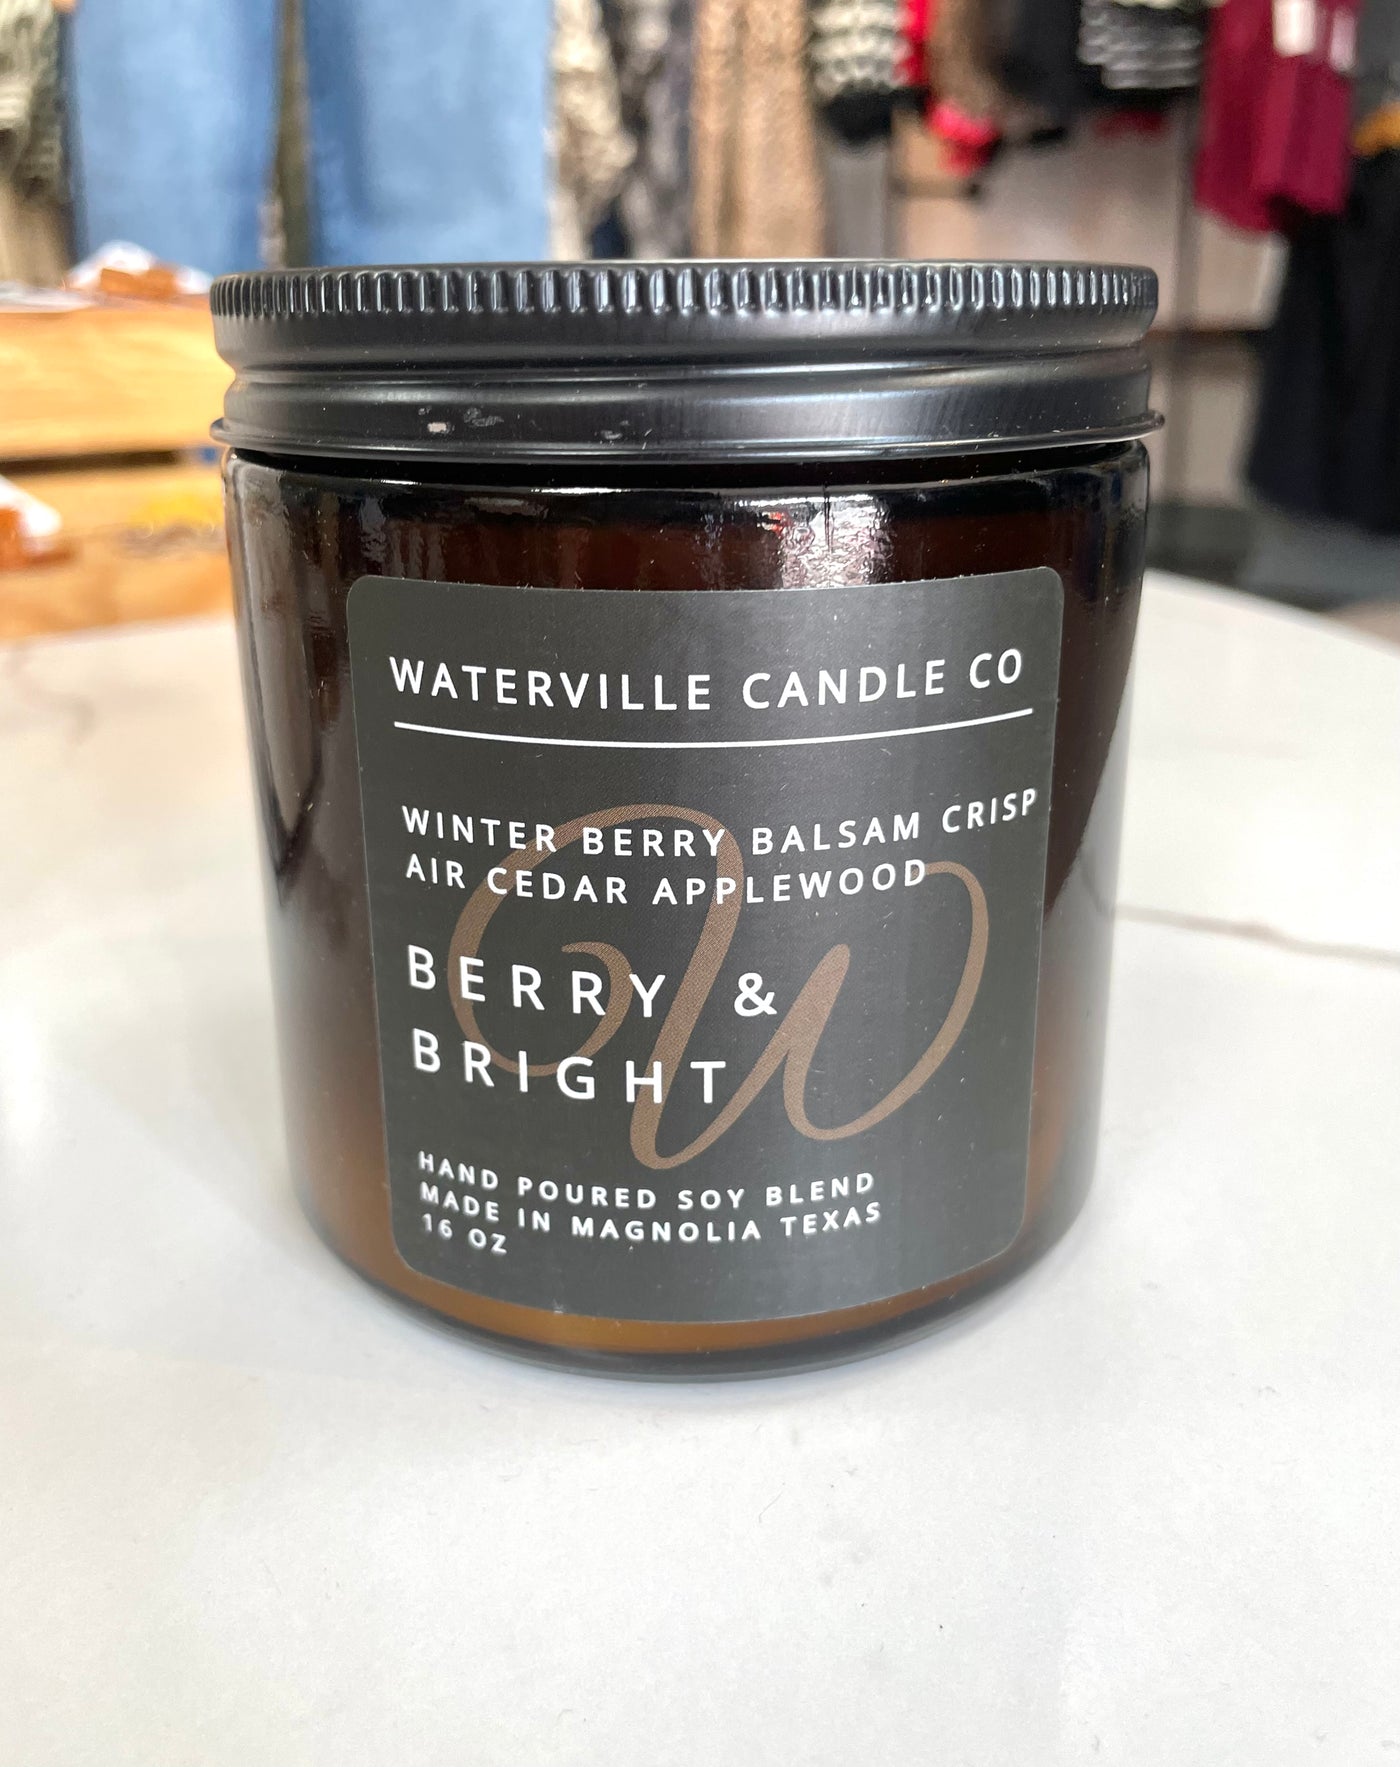 WATERVILLE CANDLE CO
WINTER BERRY BALSAM CRISP
AIR CEDAR APPLEWOOD
W
BERRY &
BRIGHT
HAND POURED SOY BLEND
MADE IN MAGNOLIA TEXAS
16 OZ